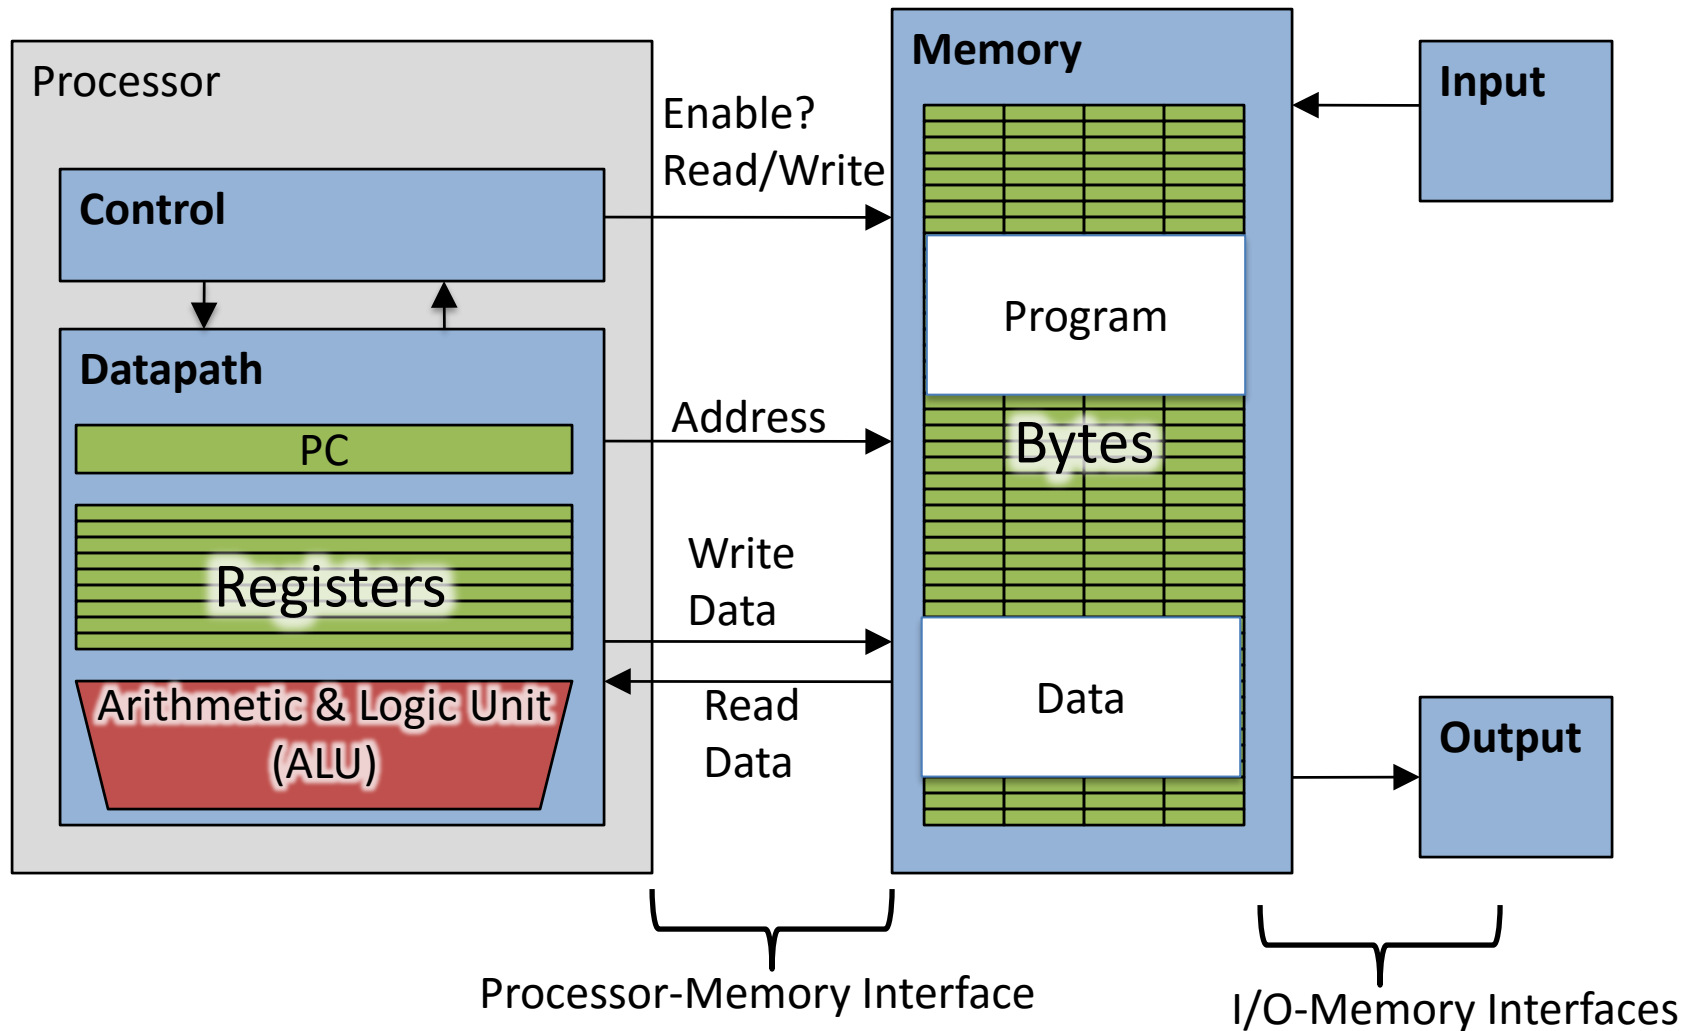 Processor
Control
Datapath
PC
Registers
Arithmetic & Logic Unit
(ALU)
Enable?
Read/Write
Address
Write
Data
Read
Data
Memory
Program
Bytes
Data
Input
Output
Processor-Memory Interface
I/O-Memory Interfaces